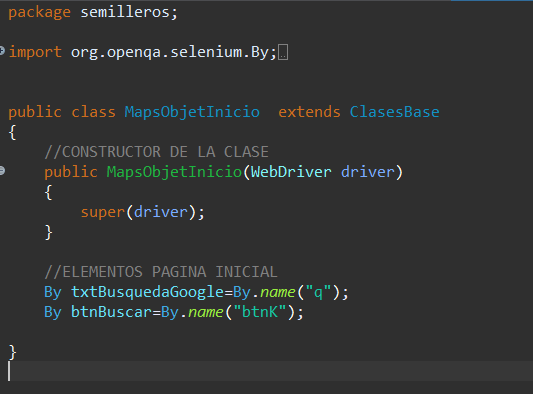 package semilleros;
import org.openqa.selenium.By;
public class MapsObjetInicio  extends ClasesBase
{
    //CONSTRUCTOR DE LA CLASE
    public MapsObjetInicio(WebDriver driver)
    {
        super(driver);
    }
    //ELEMENTOS PAGINA INICIAL
    By txtBusquedaGoogle=By.name("q");
    By btnBuscar=By.name("btnK");
}